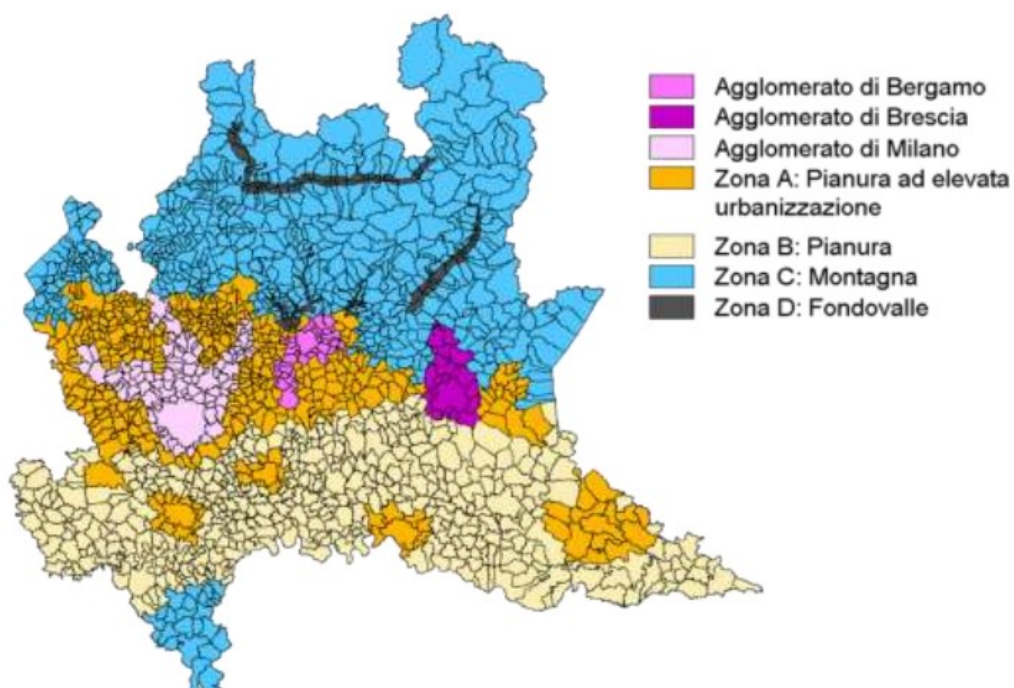 Agglomerato di Bergamo
Agglomerato di Brescia
Agglomerato di Milano
Zona A: Pianura ad elevata
urbanizzazione
Zona B: Pianura
Zona C: Montagna
Zona D: Fondovalle